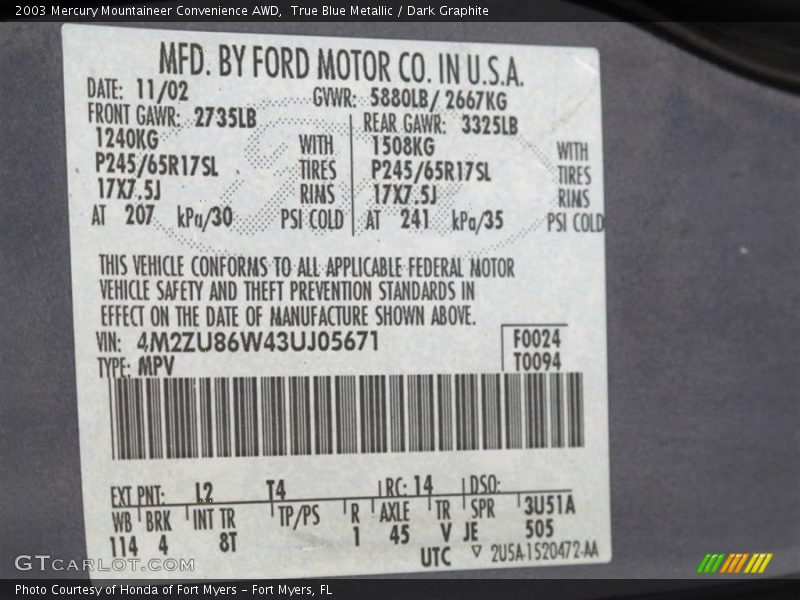 2003 Mercury Mountaineer Convenience AWD,  True Blue Metallic / Dark Graphite
MFD. BY FORD MOTOR CO. IN U.S.A.
DATE: 11/02 GVWR: 5880LB/ 2667KG
FRONT GAWR: 2735LB REAR GAWR: 3325LB
1240KG WITH 1508KG WITH
P245/65R17SL TIRES P245/65R17SL TIRES
17X7.5J RIMS 17X7.5J RIMS
AT 207 kPa/30 PSI COLD AT 241 kPa/35 PSI COLD
THIS VEHICLE CONFORMS TO ALL APPLICABLE FEDERAL MOTOR
VEHICLE SAFETY AND THEFT PREVENTION STANDARDS IN
EFFECT ON THE DATE OF MANUFACTURE SHOWN ABOVE.
VIN: 4M2ZU86W43UJ05671 F0024
TYPE: MPV T0094
EXT PNT: L2 T4 RC: 14 DSO:
WB BRK INT TR TP/PS R AXLE TR SPR 3U51A
114 4 8T 1 45 V JE 505
UTC ▽ 2U5A-1520472-AA
GTCARLOT.COM
Photo Courtesy of Honda of Fort Myers – Fort Myers, FL